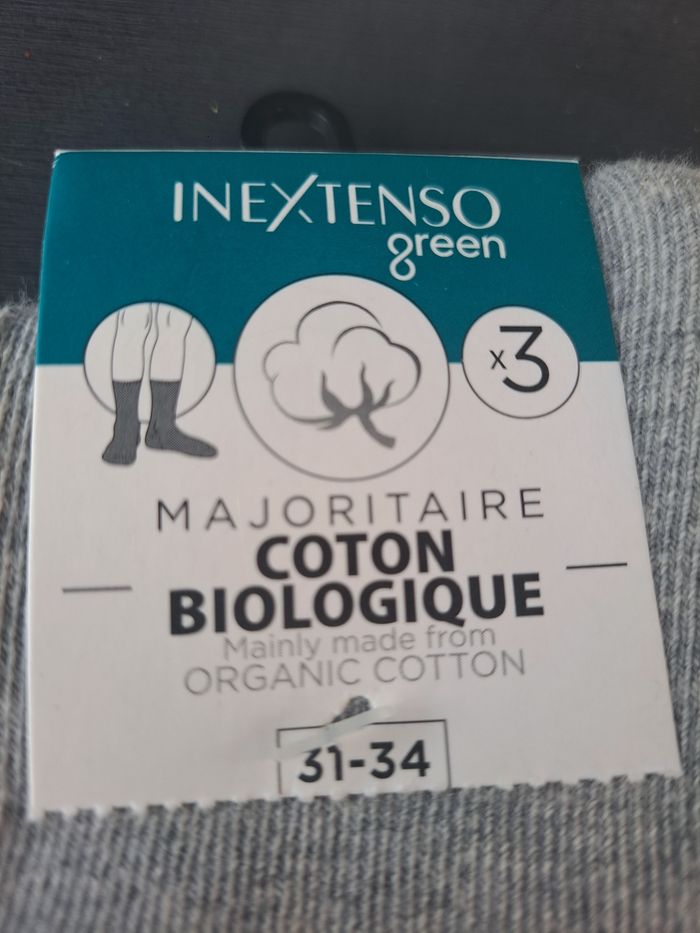 INEXTENSO
green
x3
MAJORITAIRE
COTON
BIOLOGIQUE
Mainly made from
ORGANIC COTTON
31-34